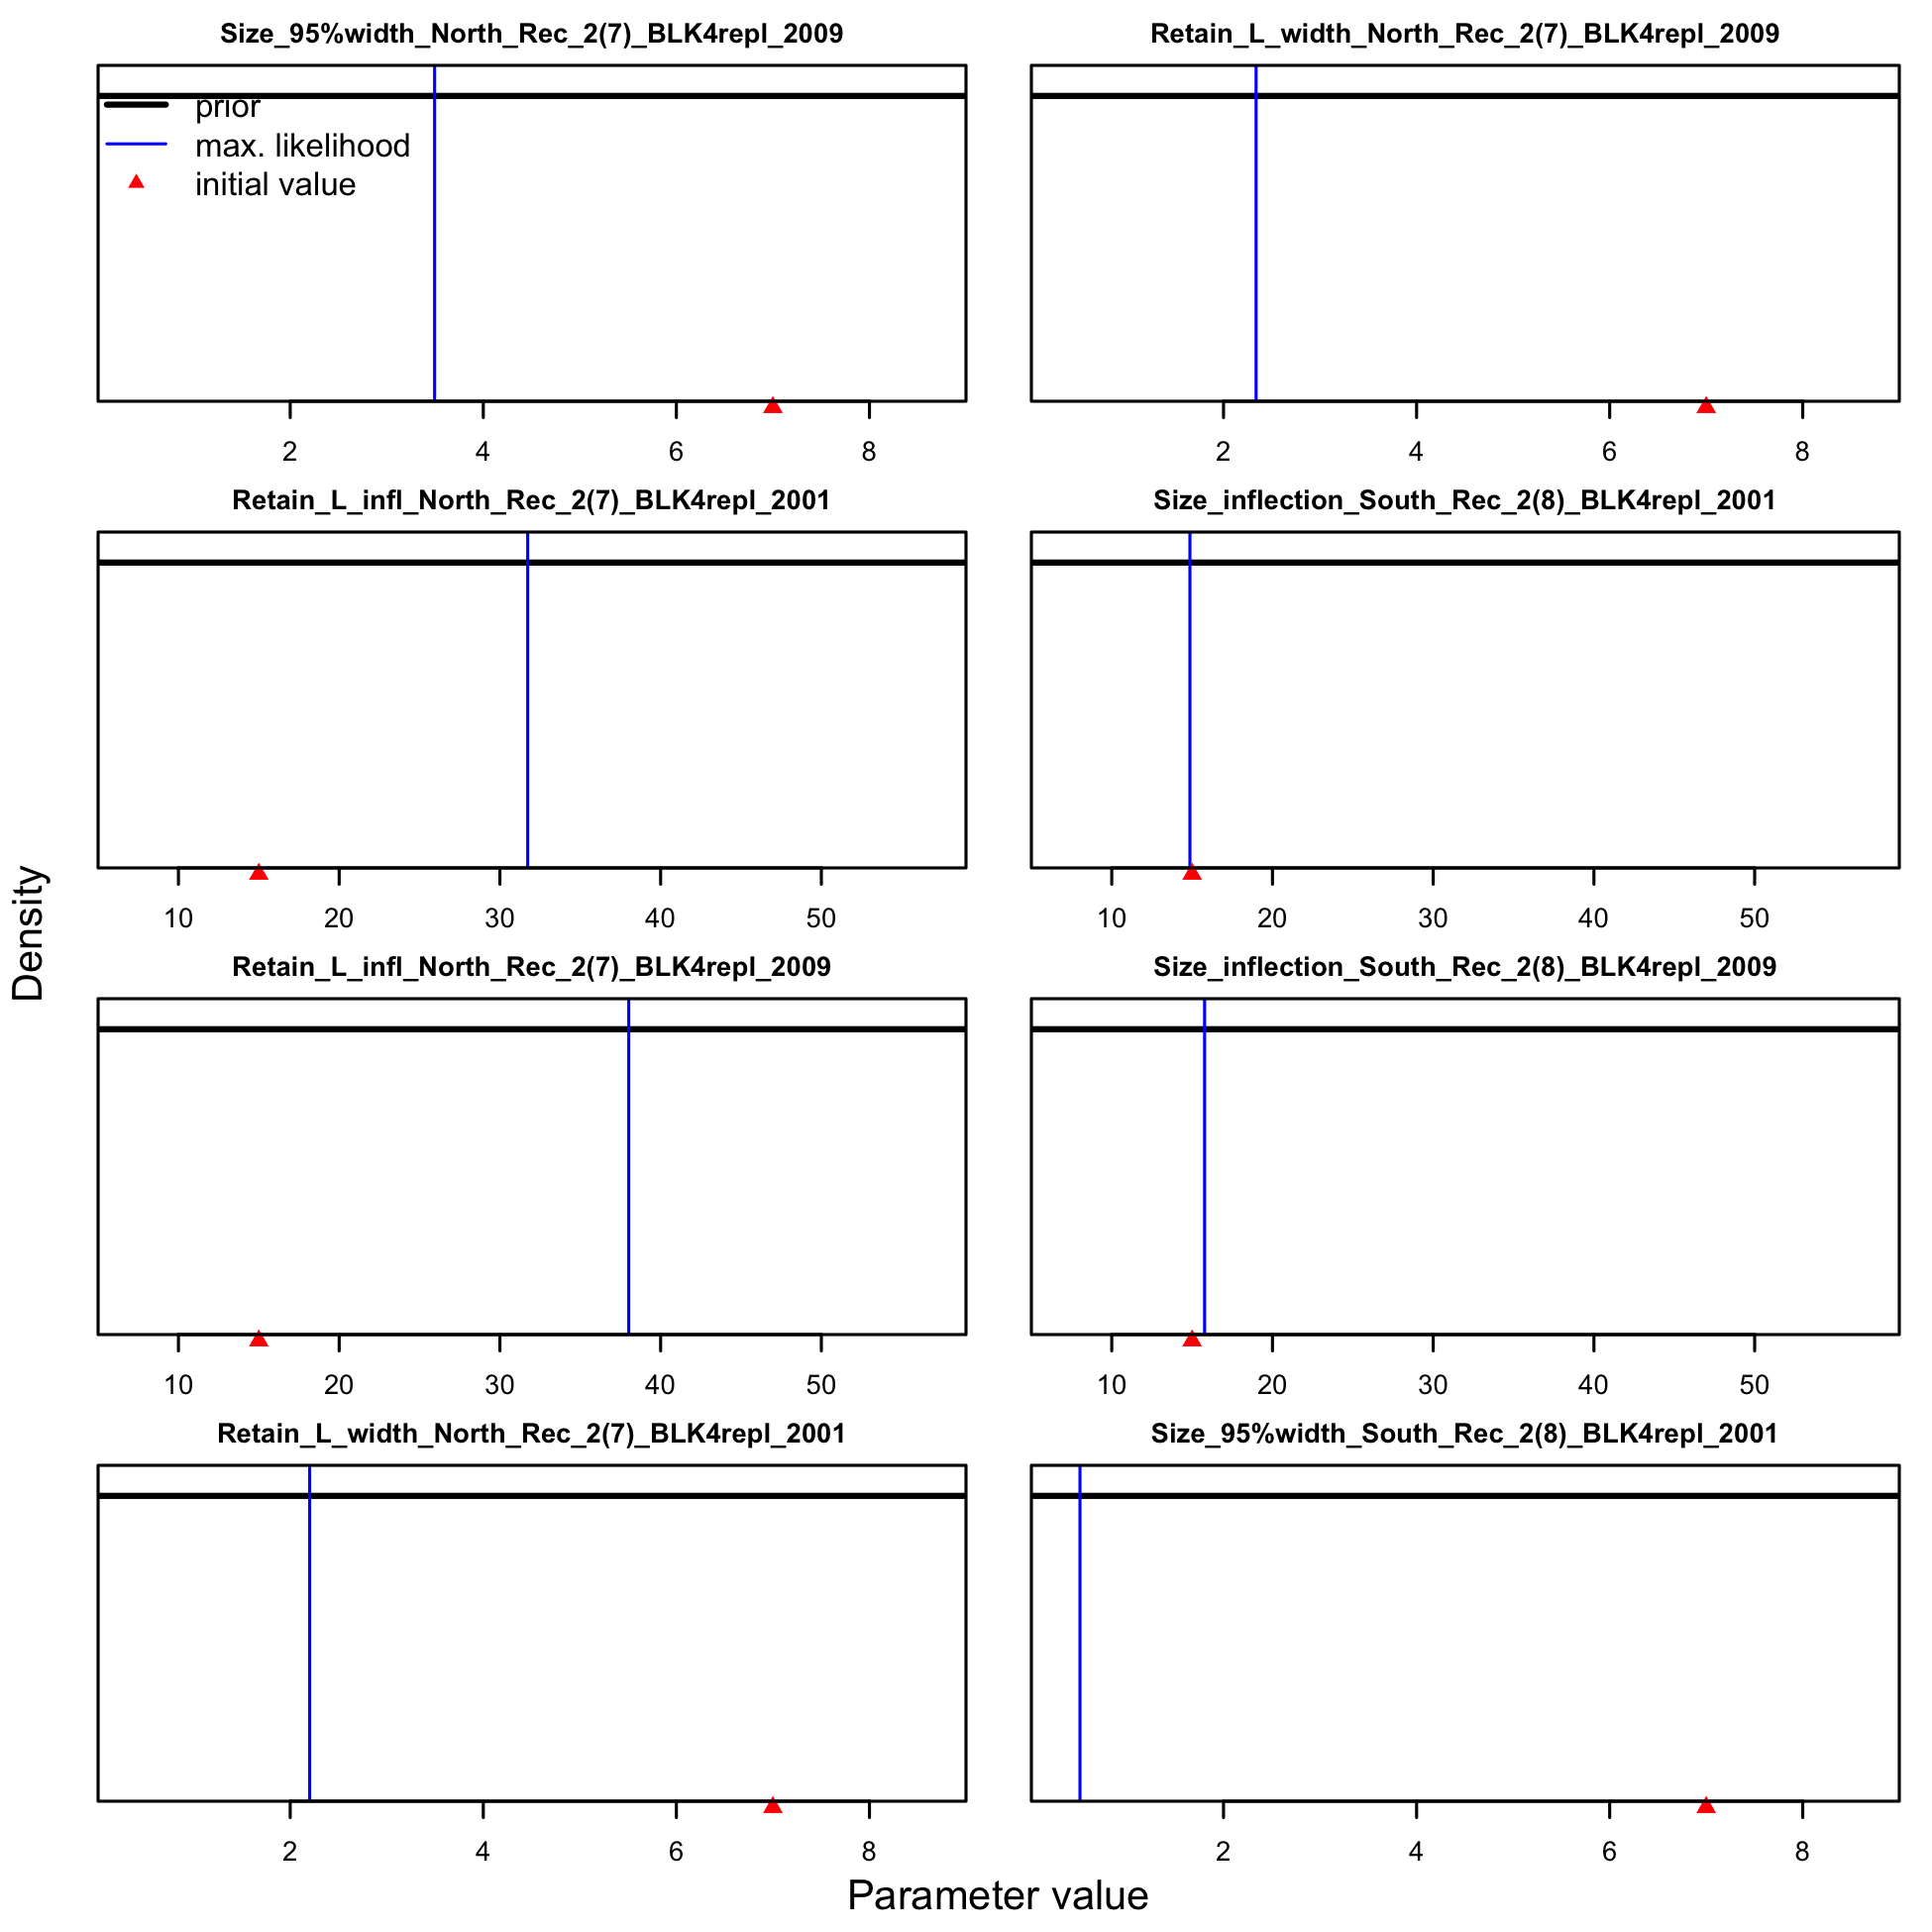 Size_95%width_North_Rec_2(7)_BLK4repl_2009
prior
max. likelihood
initial value
2 4 6 8
Retain_L_width_North_Rec_2(7)_BLK4repl_2009
2 4 6 8
Retain_L_infl_North_Rec_2(7)_BLK4repl_2001
10 20 30 40 50
Size_inflection_South_Rec_2(8)_BLK4repl_2001
10 20 30 40 50
Density
Retain_L_infl_North_Rec_2(7)_BLK4repl_2009
10 20 30 40 50
Size_inflection_South_Rec_2(8)_BLK4repl_2009
10 20 30 40 50
Retain_L_width_North_Rec_2(7)_BLK4repl_2001
2 4 6 8
Size_95%width_South_Rec_2(8)_BLK4repl_2001
2 4 6 8
Parameter value